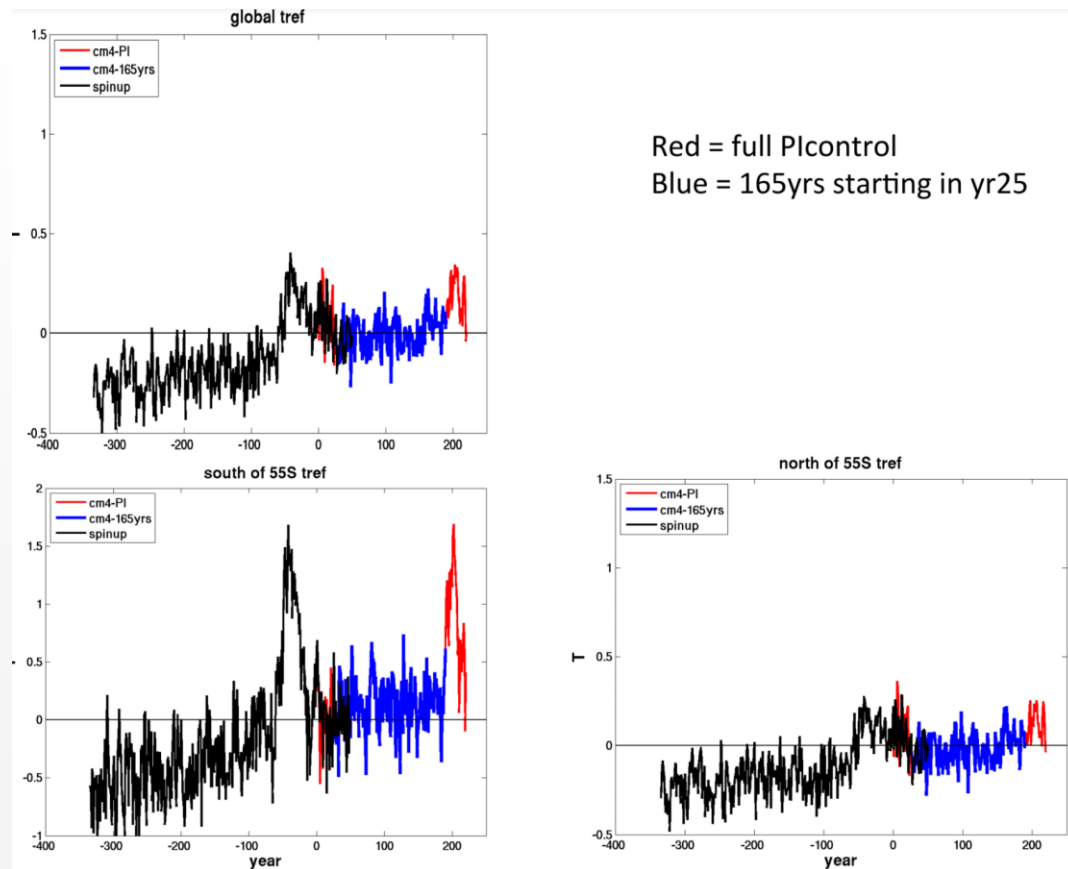 global tref
1.5
1
0.5
0
-0.5
-400
-300
-200
-100
0
100
200
cm4-PI
cm4-165yrs
spinup
Red = full PIcontrol
Blue = 165yrs starting in yr25
south of 55S tref
2
1.5
1
0.5
0
-0.5
-1
-400
-300
-200
-100
0
100
200
year
cm4-PI
cm4-165yrs
spinup
north of 55S tref
T
1.5
1
0.5
0
-0.5
-400
-300
-200
-100
0
100
200
year
cm4-PI
cm4-165yrs
spinup